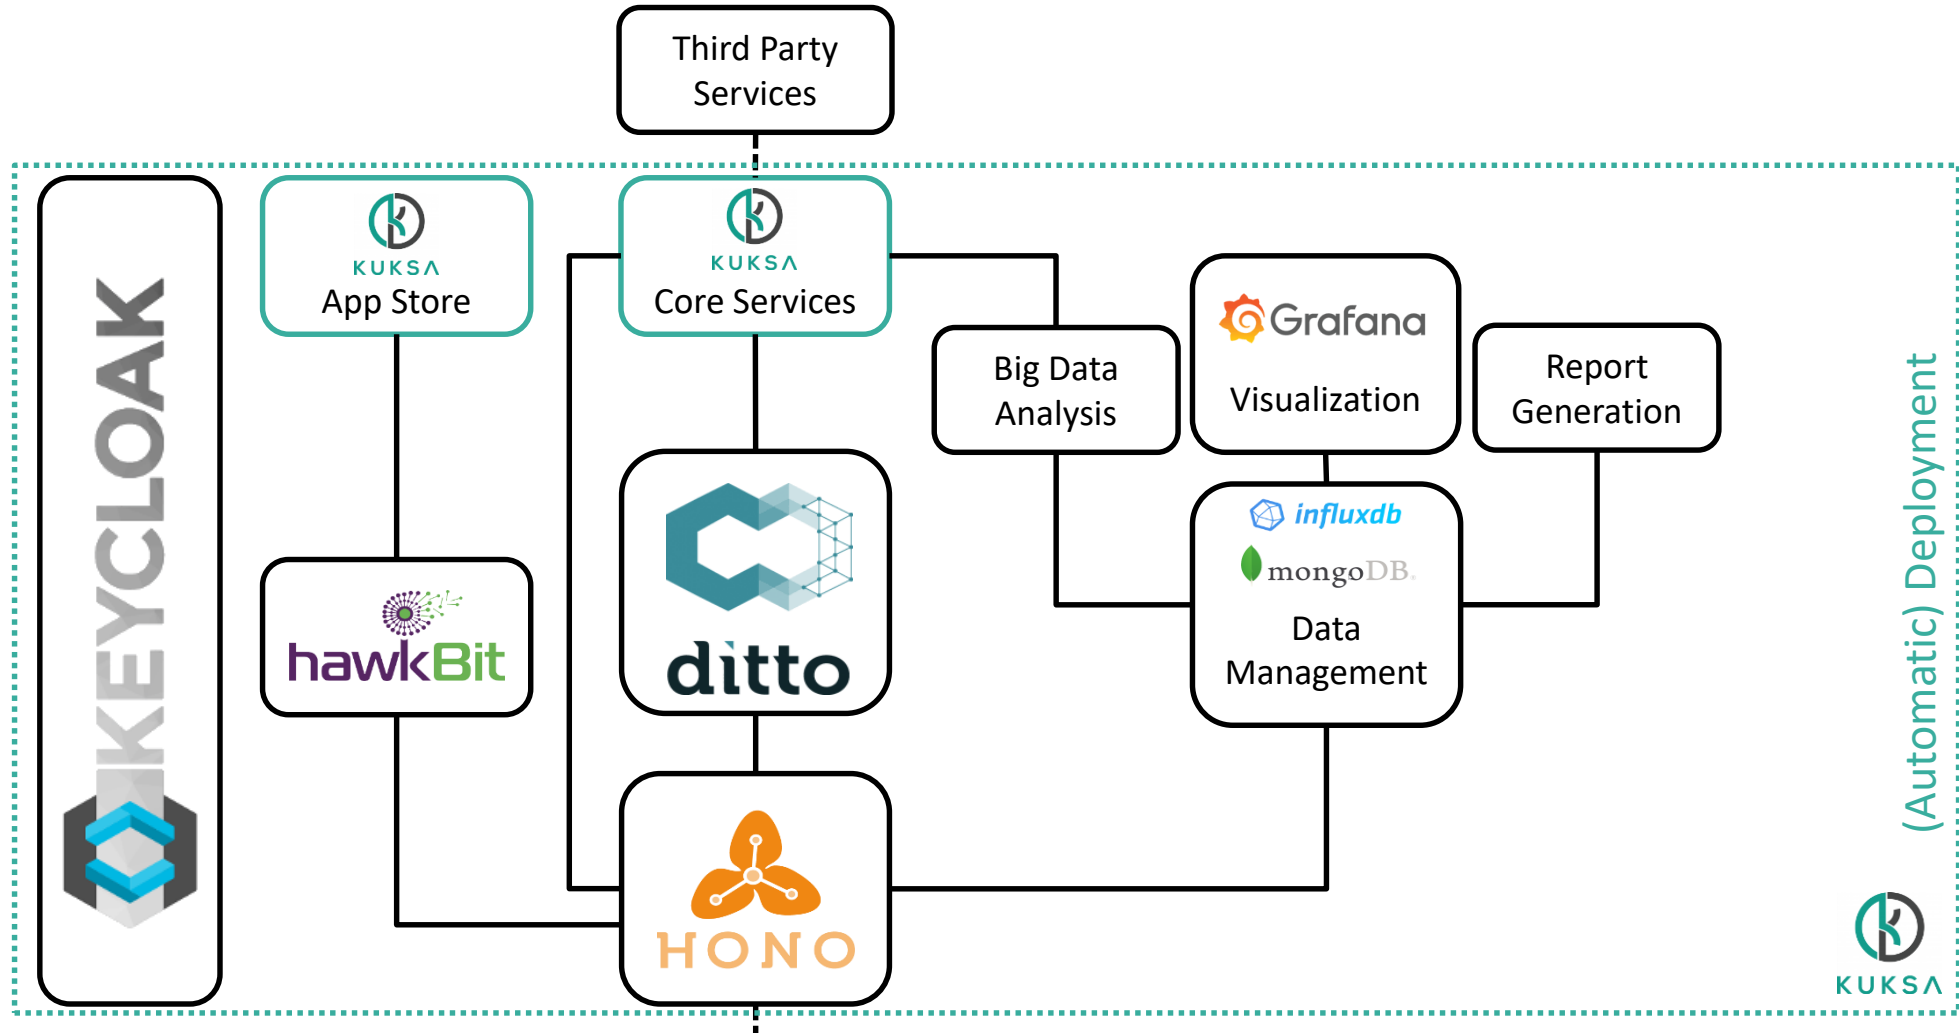 Third Party
Services
KEYCLOAK
KUKSA
App Store
KUKSA
Core Services
Big Data
Analysis
Grafana
Visualization
Report
Generation
influxdb
mongoDB.
Data
Management
hawkBit
ditto
HONO
(Automatic) Deployment
KUKSA